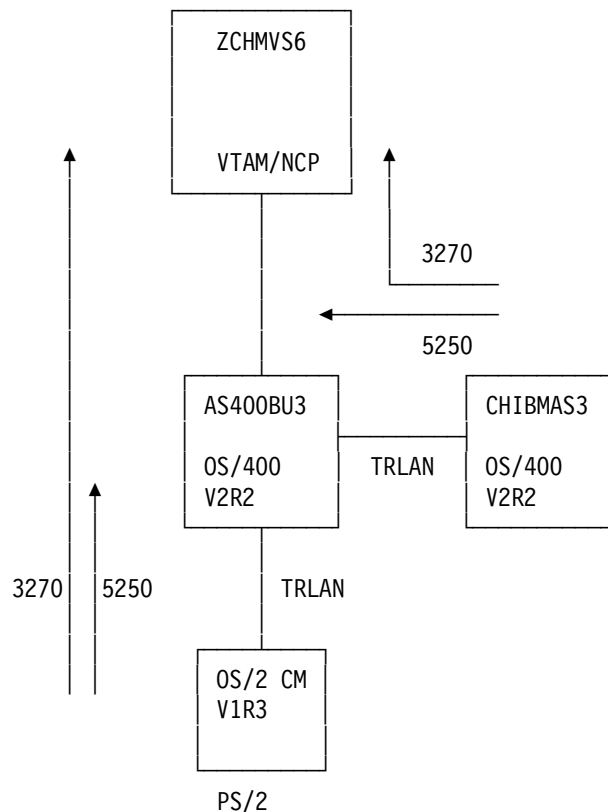 ZCHMVS6
VTAM/NCP
3270
5250
AS400BU3
OS/400
V2R2
TRLAN
CHIBMAS3
OS/400
V2R2
3270
5250
TRLAN
OS/2 CM
V1R3
PS/2